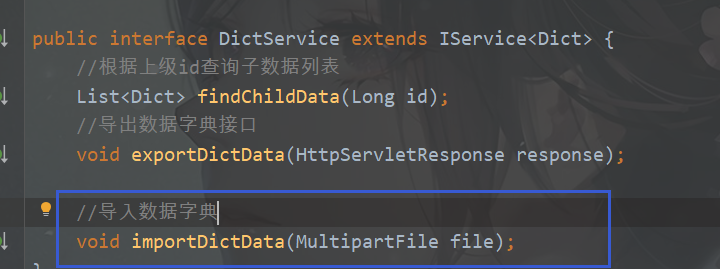 public interface DictService extends IService<Dict> {
//根据上级id查询子数据列表
List<Dict> findChildData(Long id);
//导出数据字典接口
void exportDictData(HttpServletResponse response);
//导入数据字典
void importDictData(MultipartFile file);
}